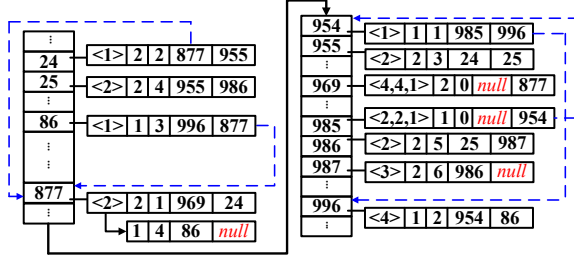 ⋮
24 <1> 2 2 877 955
25 <2> 2 4 955 986
⋮
86 <1> 1 3 996 877
⋮
⋮
877 <2> 2 1 969 24
⋮ 1 4 86 null
954 <1> 1 1 985 996
955 <2> 2 3 24 25
⋮
969 <4,4,1> 2 0 null 877
⋮
985 <2,2,1> 1 0 null 954
986 <2> 2 5 25 987
987 <3> 2 6 986 null
⋮
996 <4> 1 2 954 86
⋮